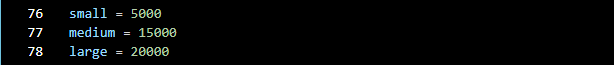 76 small = 5000
77 medium = 15000
78 large = 20000